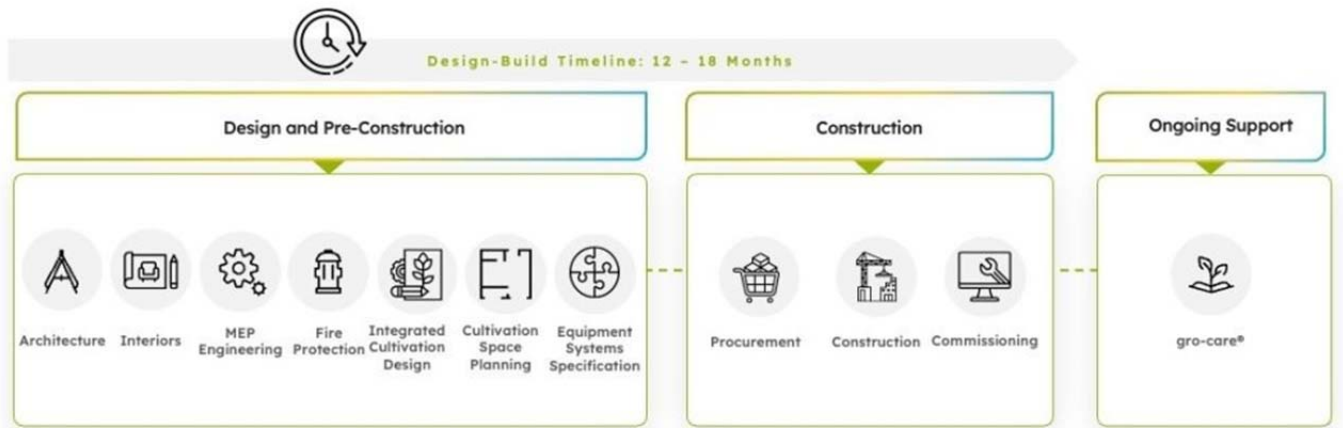 Design-Build Timeline: 12 – 18 Months
Design and Pre-Construction
Construction
Ongoing Support
Architecture
Interiors
MEP
Engineering
Fire
Protection
Integrated
Cultivation
Design
Cultivation
Space
Planning
Equipment
Systems
Specification
Procurement
Construction
Commissioning
gro-care®